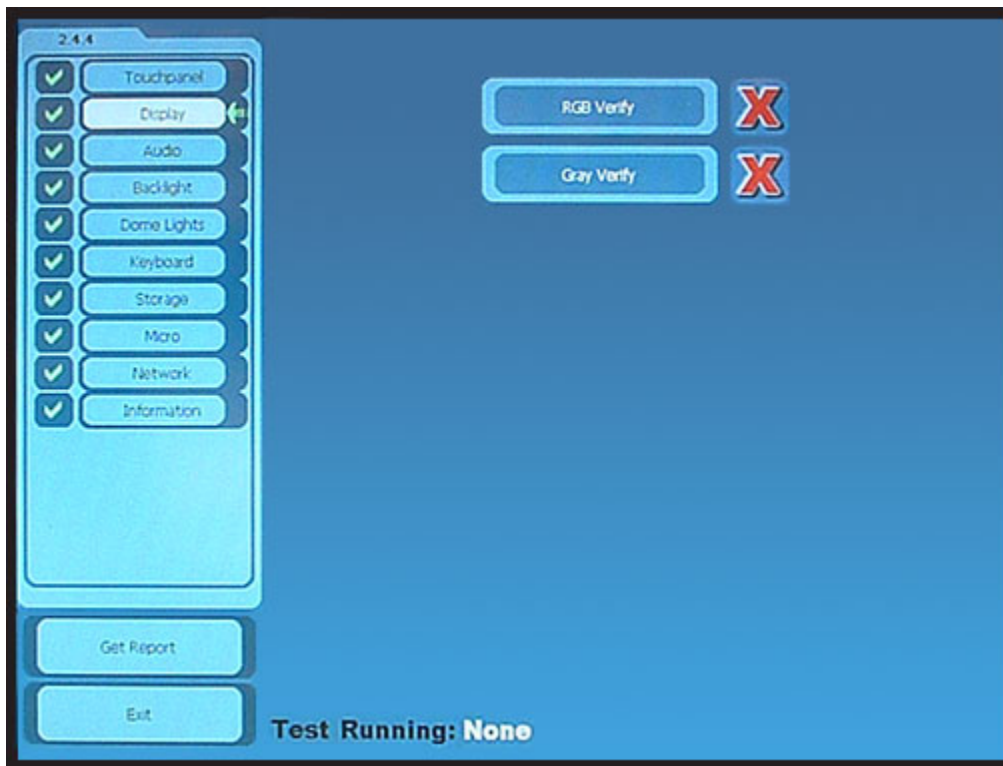 2.4.4
Touchpanel
Display
Audio
Backlight
Dome Lights
Keyboard
Storage
Micro
Network
Information
RGB Verify
Gray Verify
Get Report
Exit
Test Running: None